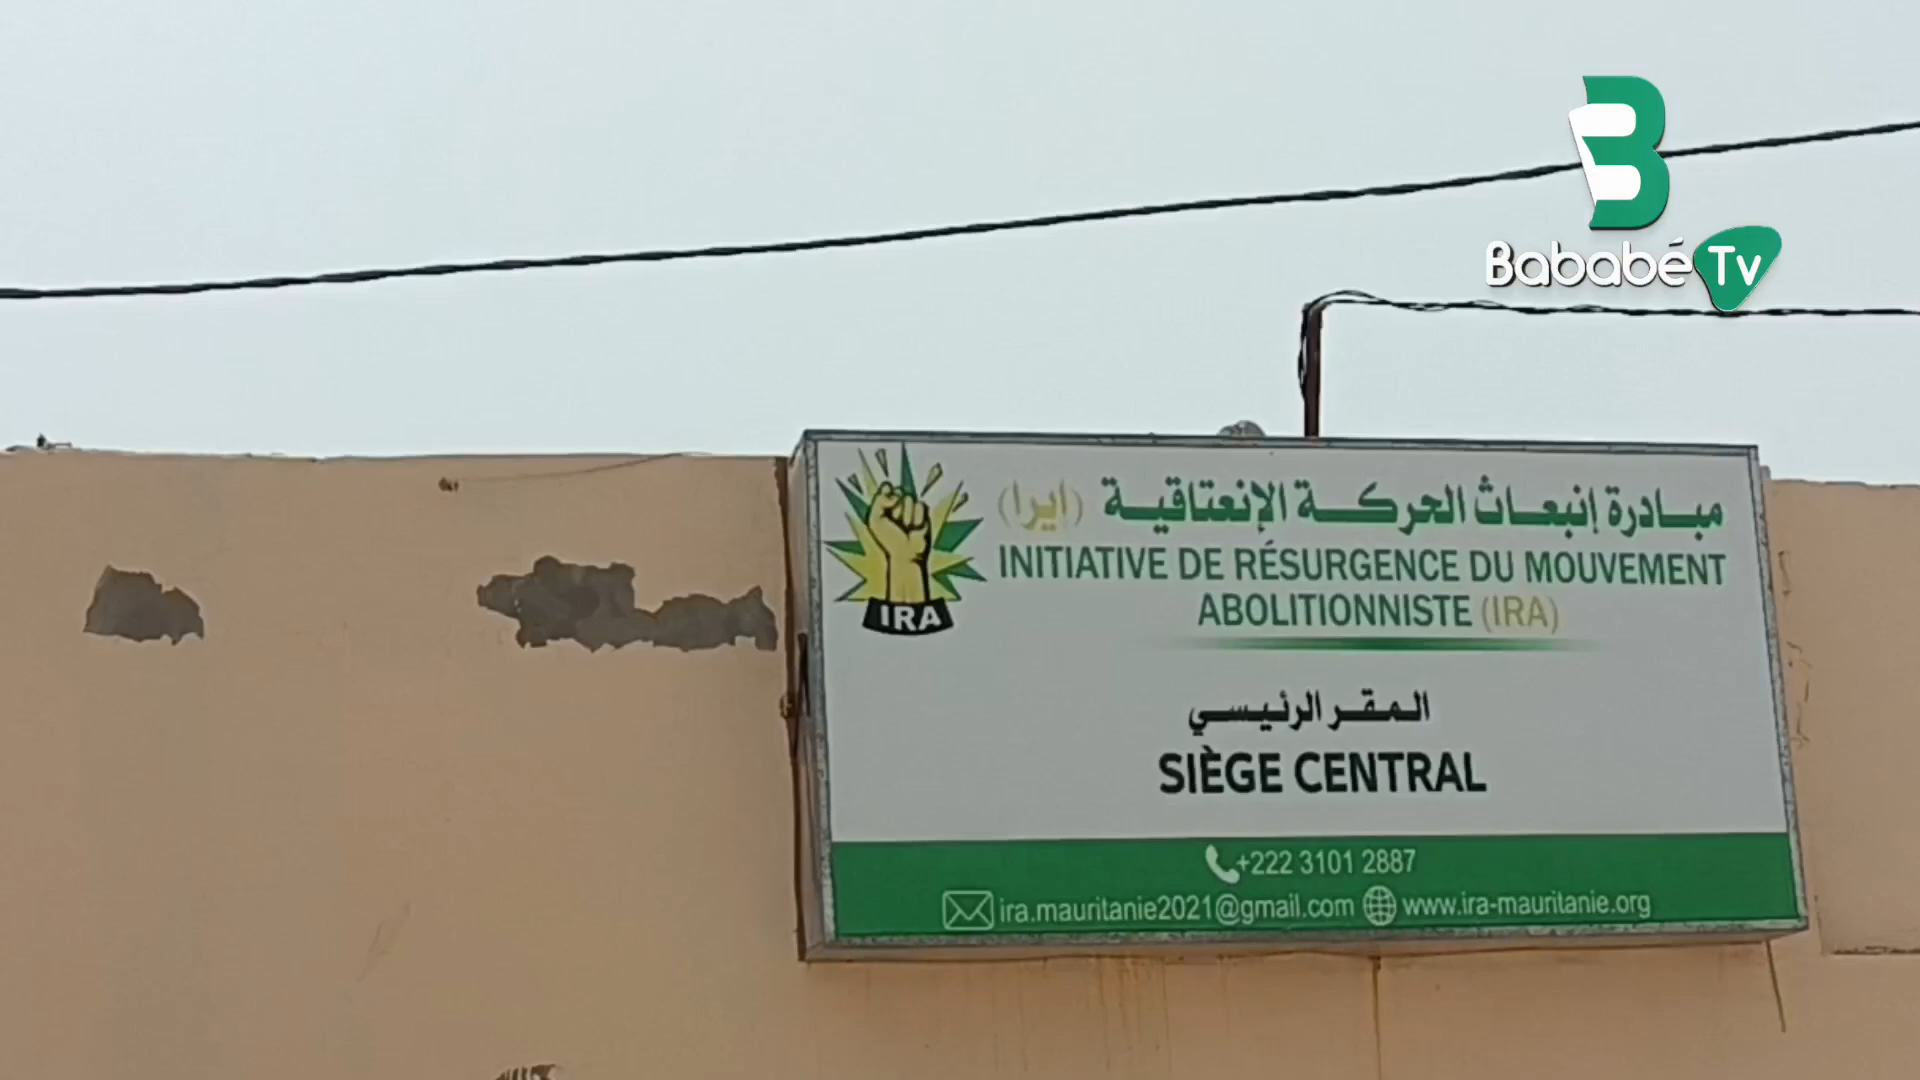 B
Bababé Tv
مبادرة إنبعاث الحركة الإنعتاقية (ايرا)
INITIATIVE DE RÉSURGENCE DU MOUVEMENT
ABOLITIONNISTE (IRA)
IRA
المقر الرئيسي
SIÈGE CENTRAL
+222 3101 2887
ira.mauritanie2021@gmail.com www.ira-mauritanie.org